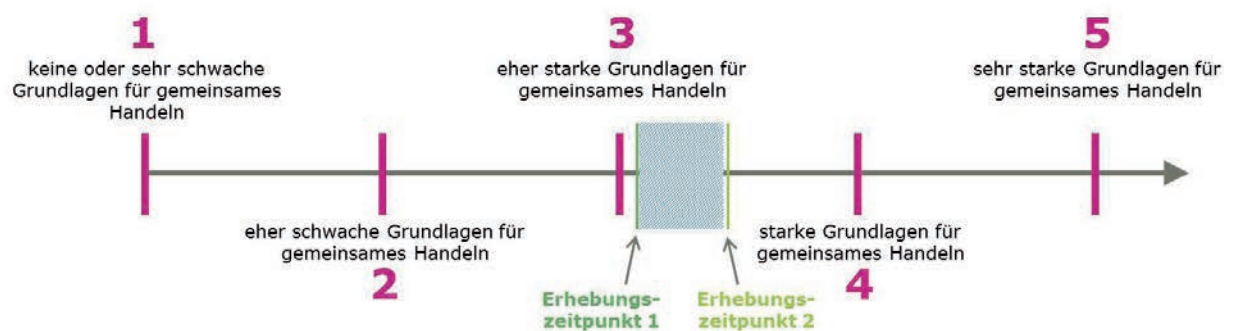 1
keine oder sehr schwache
Grundlagen für gemeinsames
Handeln
3
eher starke Grundlagen für
gemeinsames Handeln
5
sehr starke Grundlagen für
gemeinsames Handeln
eher schwache Grundlagen für
gemeinsames Handeln
2
starke Grundlagen für
gemeinsames Handeln
4
Erhebungs-
zeitpunkt 1
Erhebungs-
zeitpunkt 2